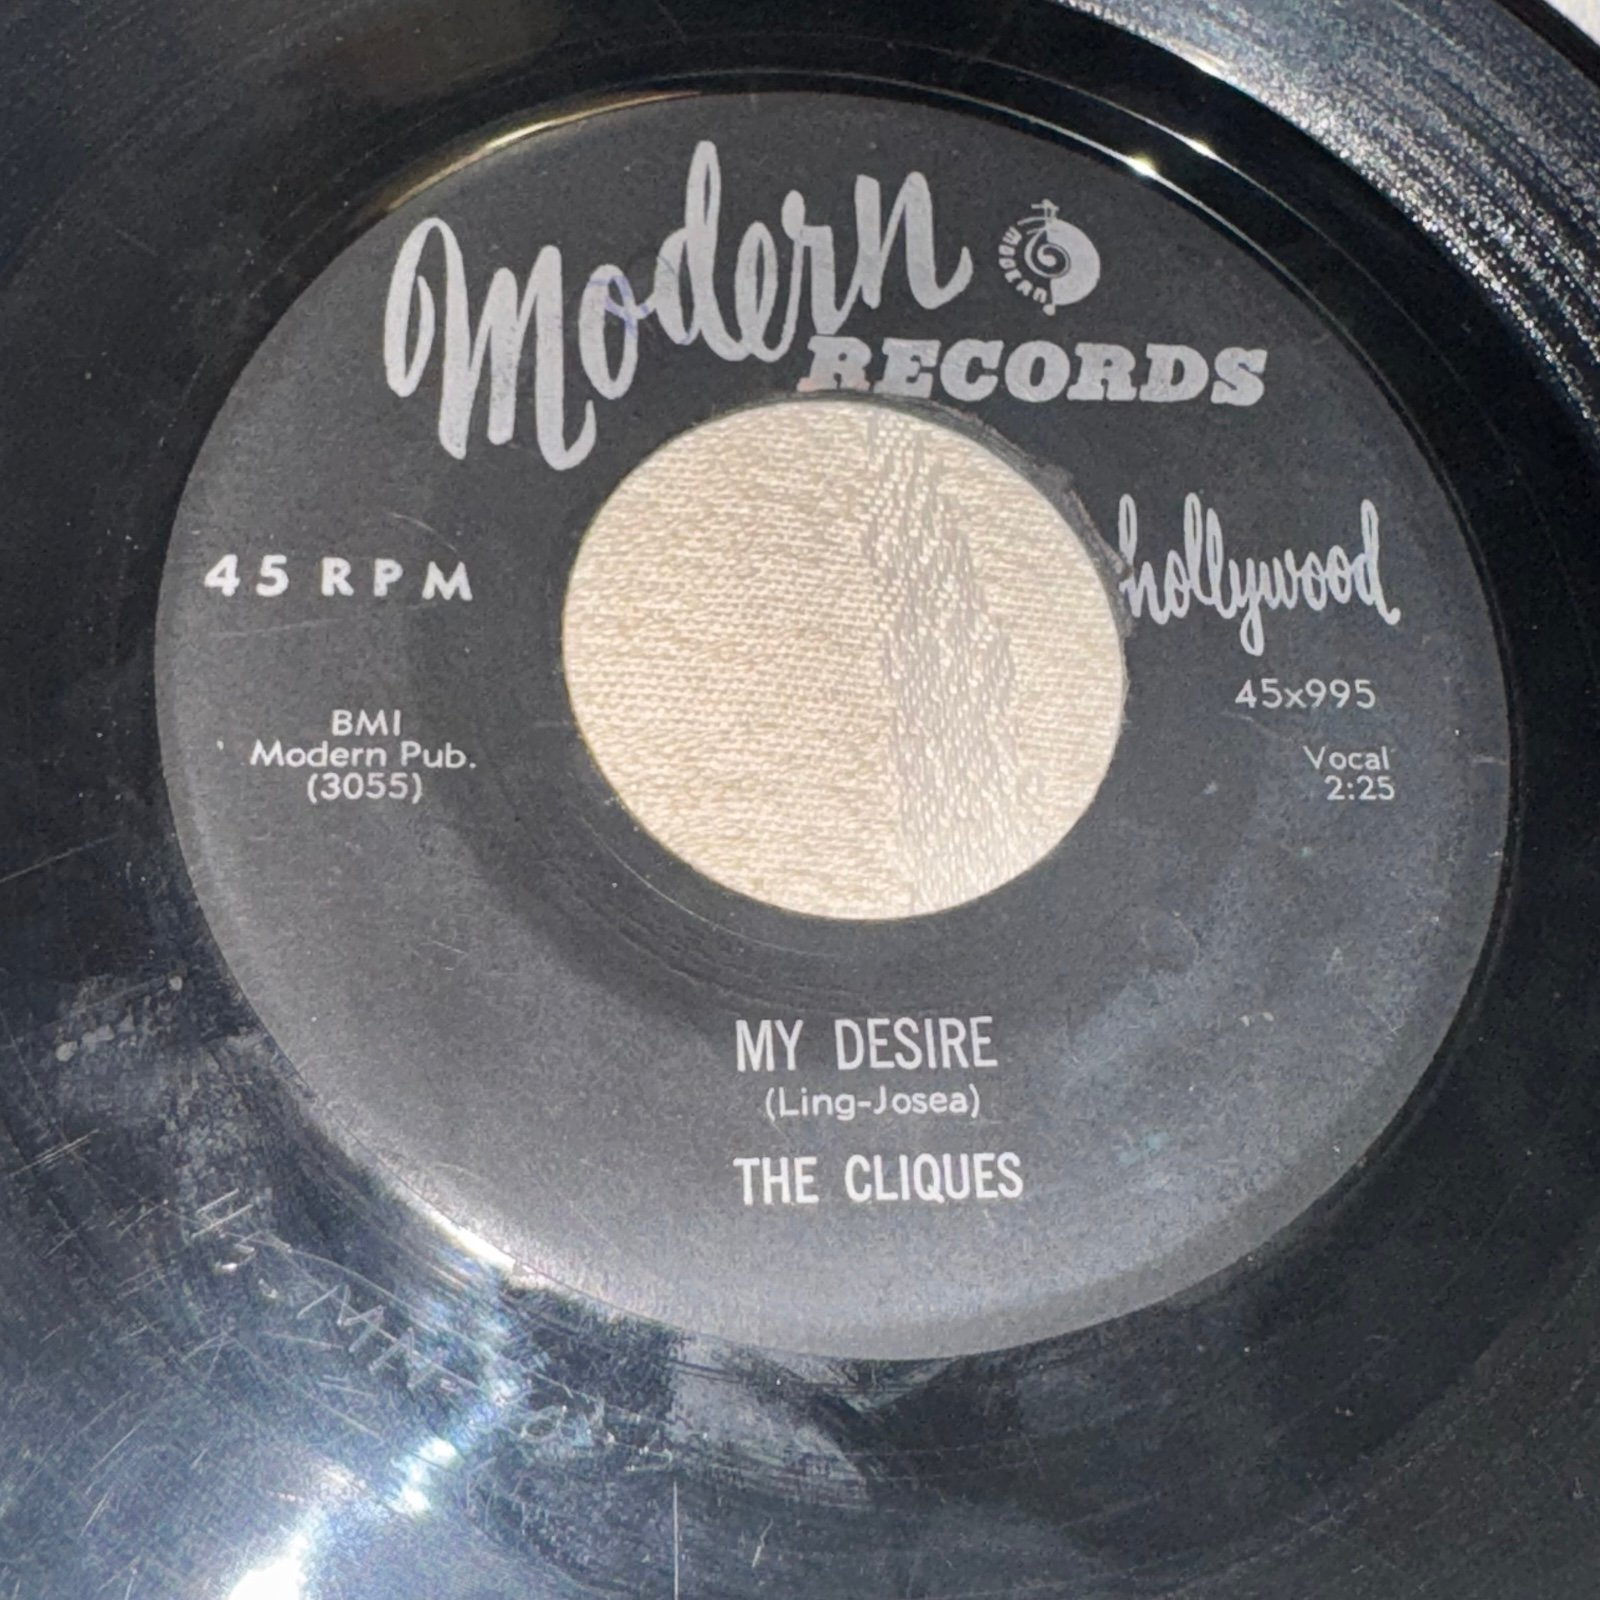 Modern
MODERN
RECORDS
45 RPM
hollywood
45x995
BMI
Modern Pub.
(3055)
Vocal
2:25
MY DESIRE
(Ling-Josea)
THE CLIQUES